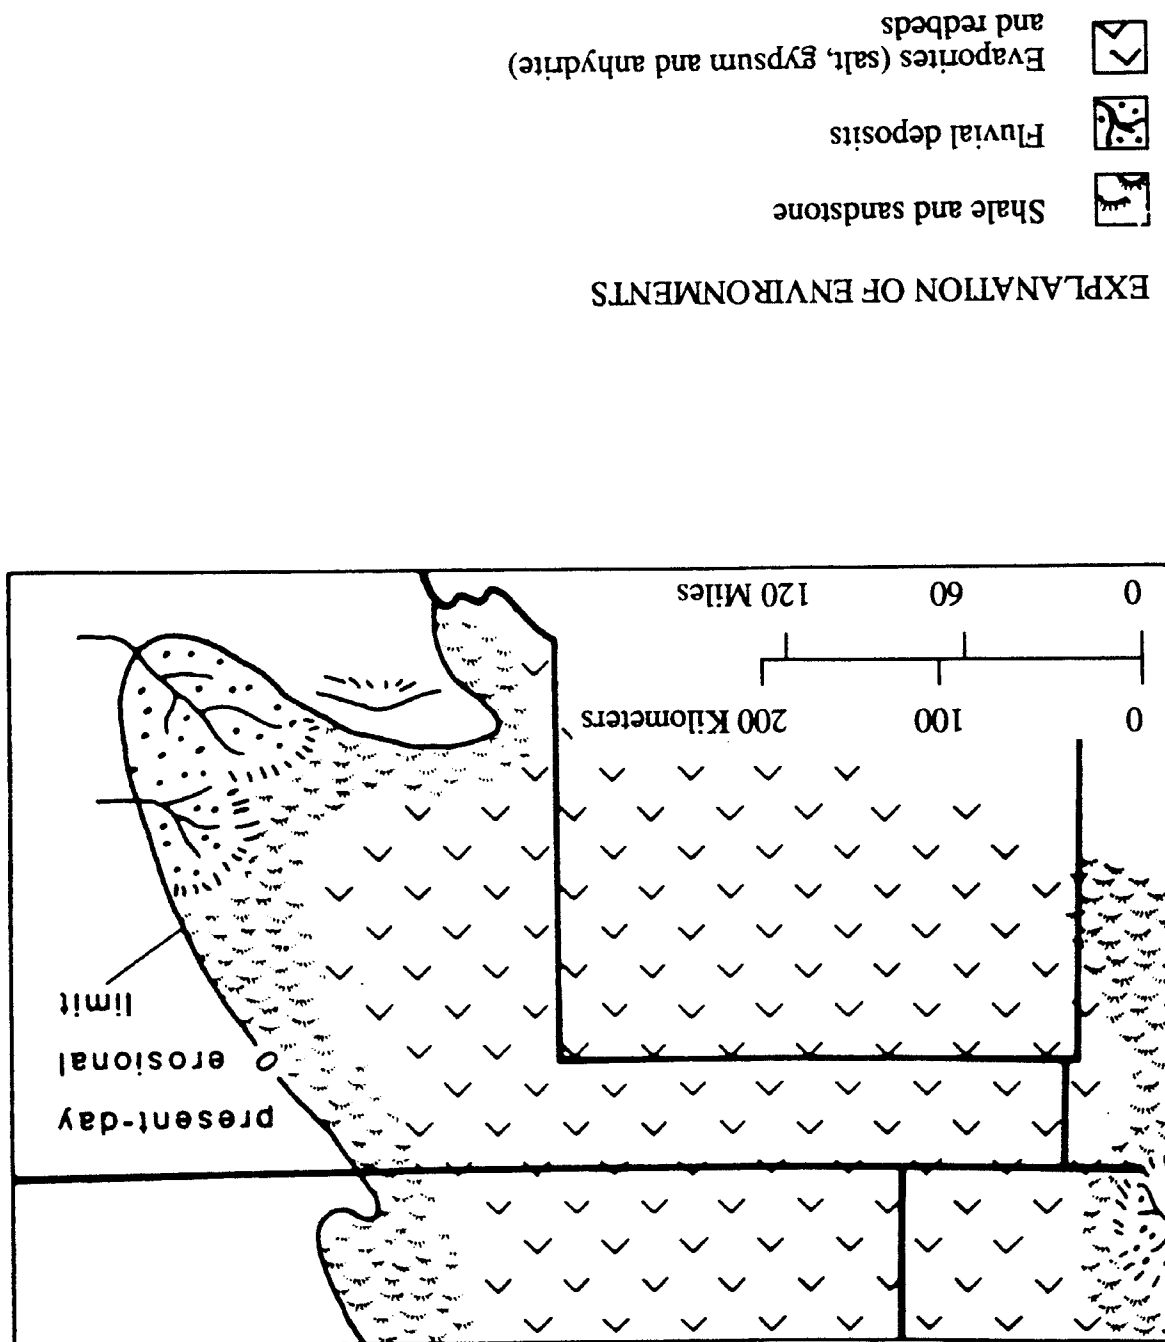 present-day
0 erosional
limit
0 100 200 Kilometers
0 60 120 Miles
EXPLANATION OF ENVIRONMENTS
Shale and sandstone
Fluvial deposits
Evaporites (salt, gypsum and anhydrite)
and redbeds